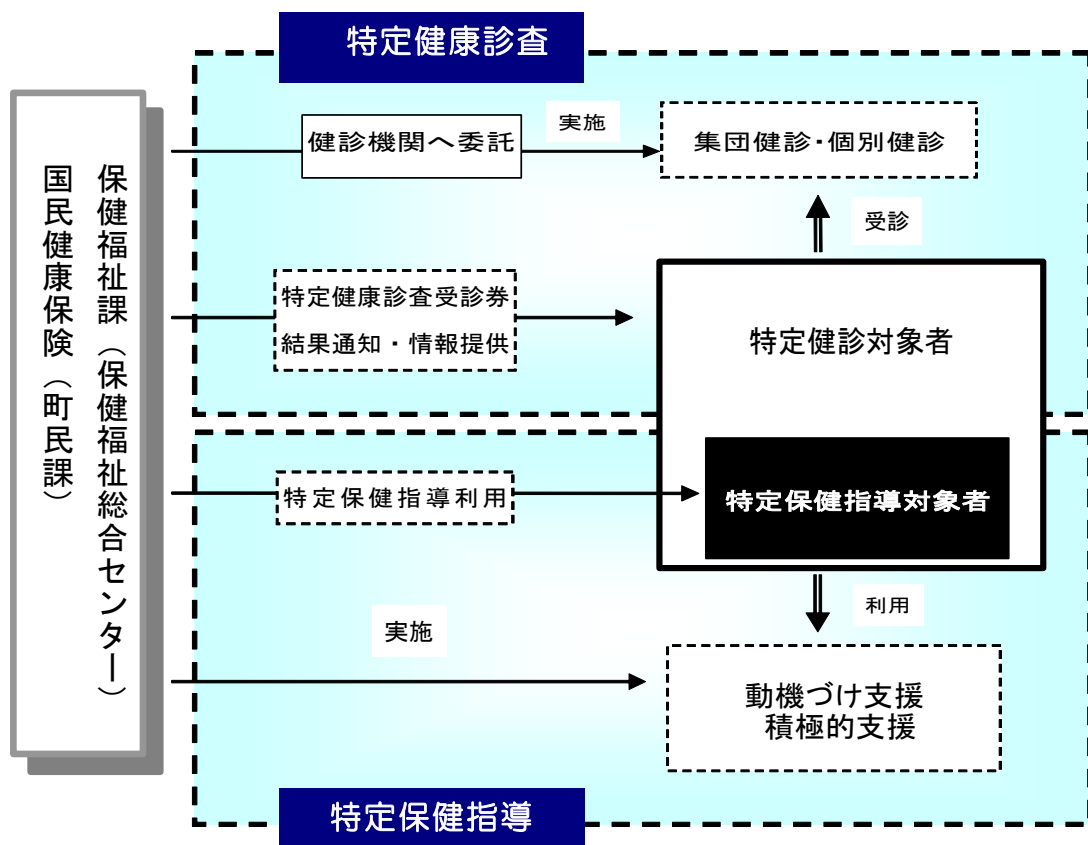 特定健康診査
保健福祉課（保健福祉総合センター）
国民健康保険（町民課）
健診機関へ委託
実施
集団健診・個別健診
受診
特定健康診査受診券
結果通知・情報提供
特定健診対象者
特定保健指導利用
特定保健指導対象者
利用
実施
動機づけ支援
積極的支援
特定保健指導